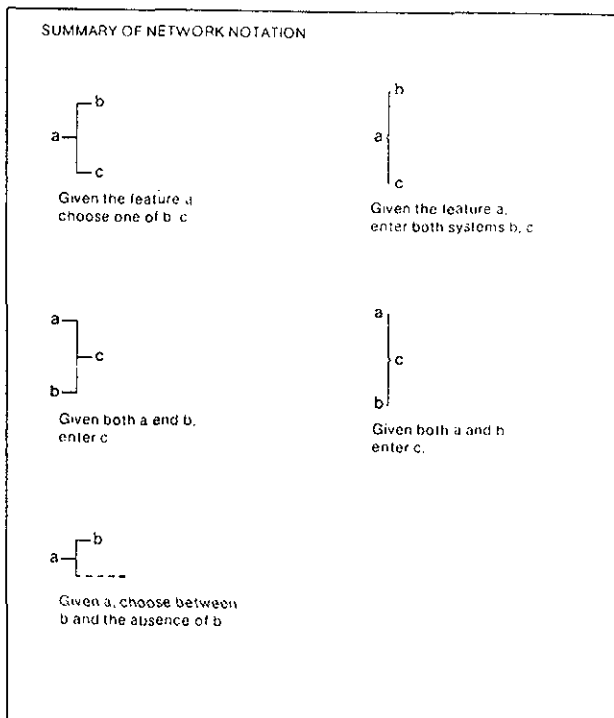 SUMMARY OF NETWORK NOTATION
b
a
c
Given the feature a
choose one of b c
b
a
c
Given the feature a,
enter both systems b, c
a
c
b
Given both a end b,
enter c
a
c
b
Given both a and b
enter c.
b
a
Given a, choose between
b and the absence of b